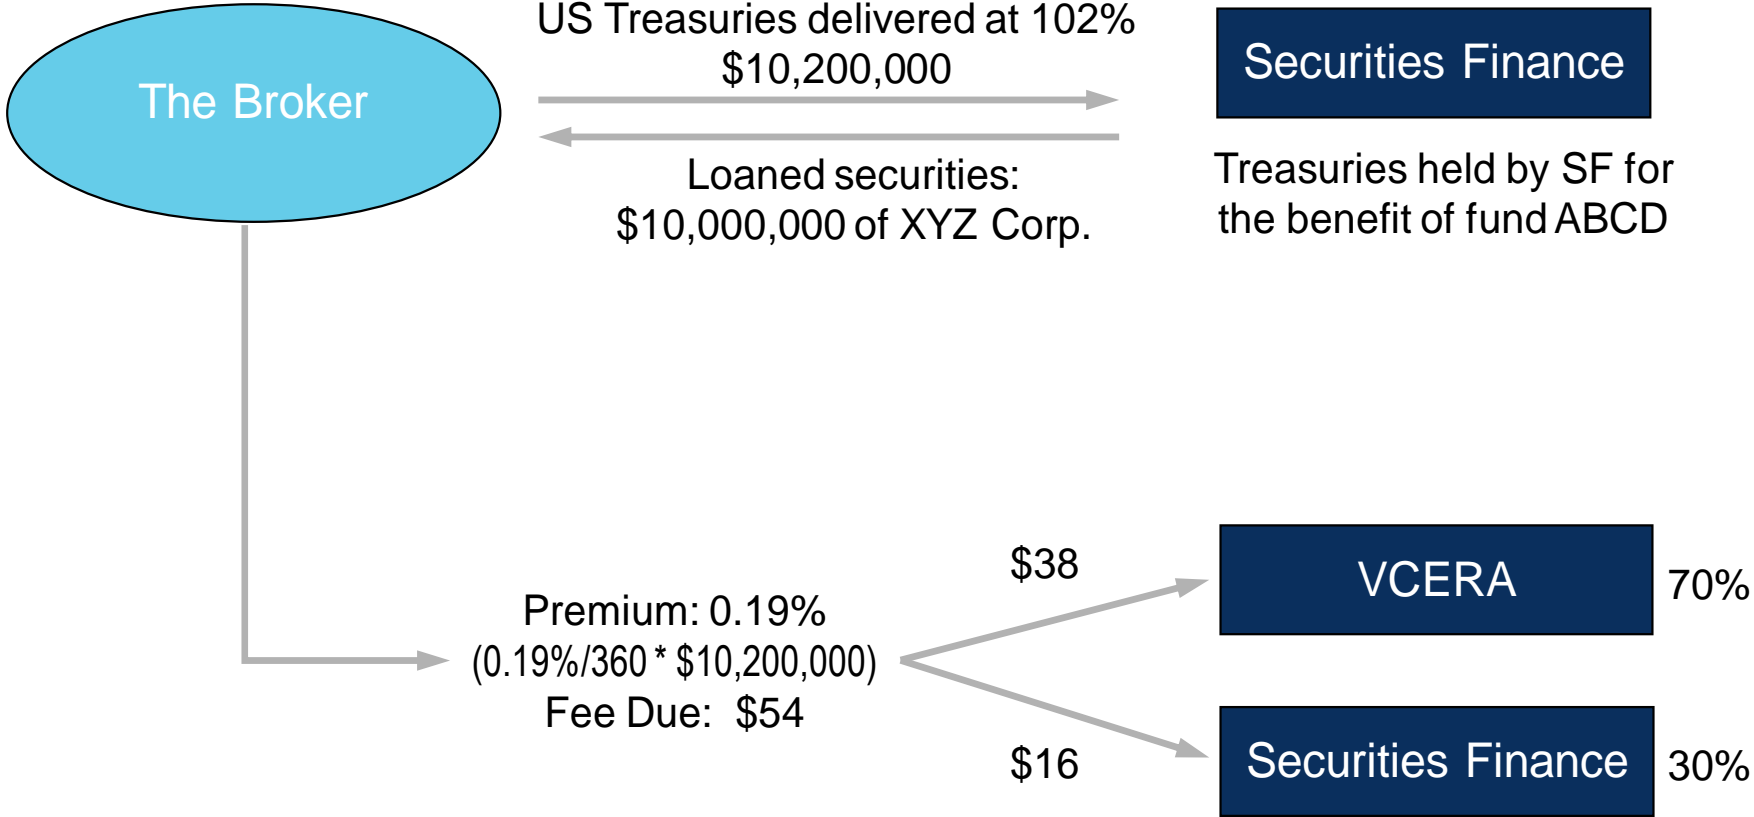 US Treasuries delivered at 102%
$10,200,000
The Broker
Securities Finance
Loaned securities:
$10,000,000 of XYZ Corp.
Treasuries held by SF for
the benefit of fund ABCD
Premium: 0.19%
(0.19%/360 * $10,200,000)
Fee Due: $54
$38
VCERA
70%
$16
Securities Finance
30%